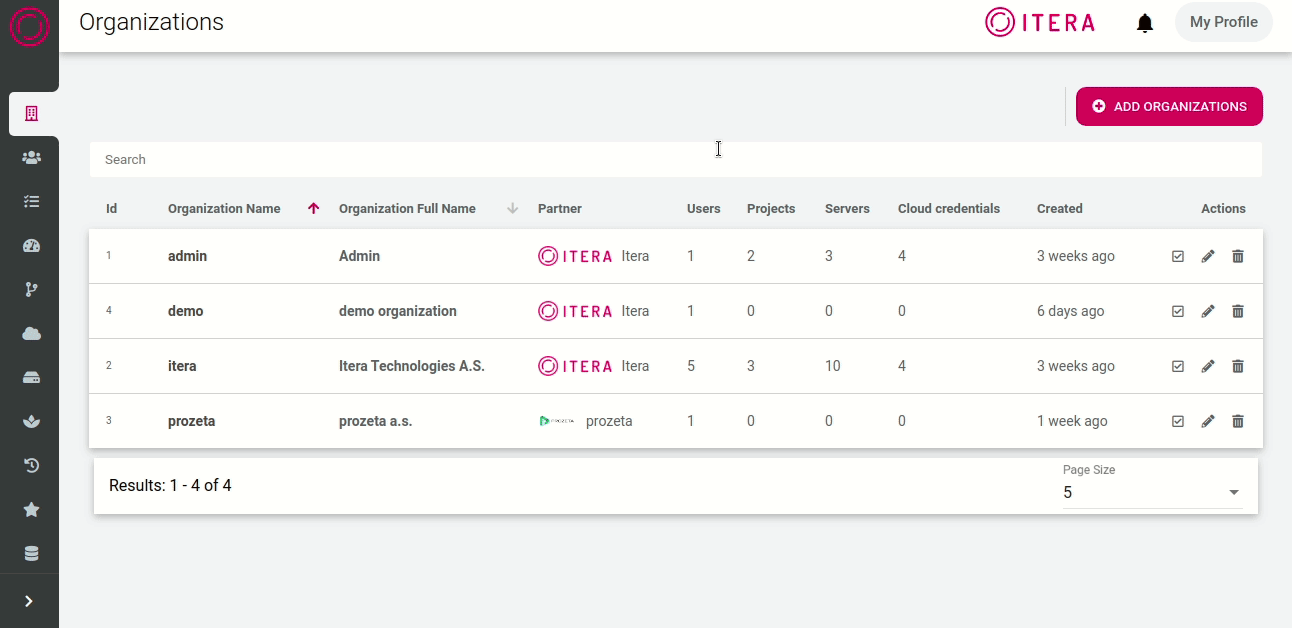 Organizations
ITERA
My Profile
ADD ORGANIZATIONS
Search
Id Organization Name Organization Full Name Partner Users Projects Servers Cloud credentials Created Actions
1 admin Admin ITERA Itera 1 2 3 4 3 weeks ago
4 demo demo organization ITERA Itera 1 0 0 0 6 days ago
2 itera Itera Technologies A.S. ITERA Itera 5 3 10 4 3 weeks ago
3 prozeta prozeta a.s. PROZETA prozeta 1 0 0 0 1 week ago
Results: 1 - 4 of 4
Page Size
5